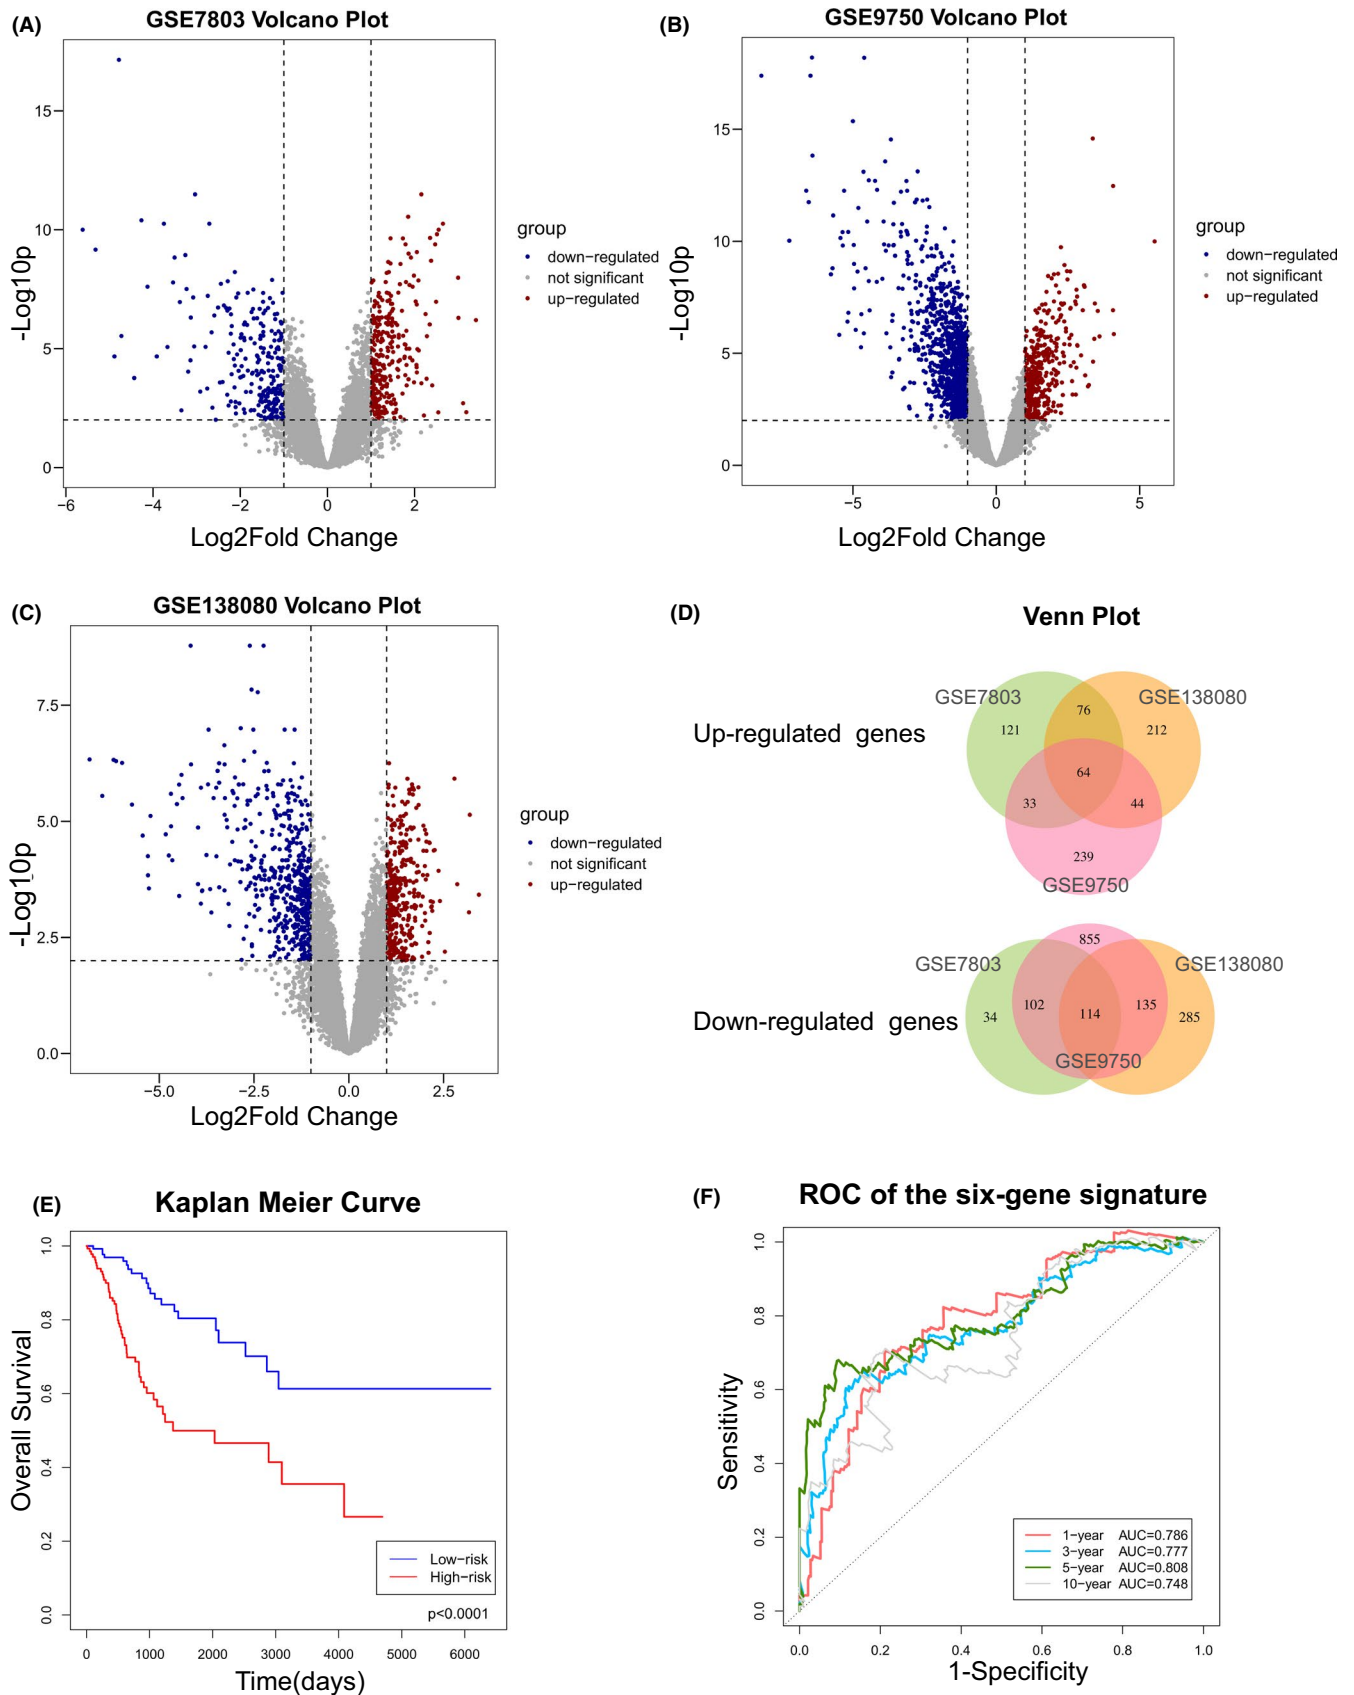 (A)
GSE7803 Volcano Plot
-Log10p
15
10
5
0
−6
−4
−2
0
2
Log2Fold Change
group
down−regulated
not significant
up−regulated
(B)
GSE9750 Volcano Plot
-Log10p
15
10
5
0
−5
0
5
Log2Fold Change
group
down−regulated
not significant
up−regulated
(C)
GSE138080 Volcano Plot
-Log10p
7.5
5.0
2.5
0.0
−5.0
−2.5
0.0
2.5
Log2Fold Change
group
down−regulated
not significant
up−regulated
(D)
Venn Plot
Up-regulated genes
GSE7803
GSE138080
76
121
212
64
33
44
239
GSE9750
Down-regulated genes
855
GSE7803
GSE138080
102
135
34
114
285
GSE9750
(E)
Kaplan Meier Curve
Overall Survival
1.0
0.8
0.6
0.4
0.2
0.0
Low−risk
High−risk
p<0.0001
0
1000
2000
3000
4000
5000
6000
Time(days)
(F)
ROC of the six-gene signature
Sensitivity
1.0
0.8
0.6
0.4
0.2
0.0
1−year AUC=0.786
3−year AUC=0.777
5−year AUC=0.808
10−year AUC=0.748
0.0
0.2
0.4
0.6
0.8
1.0
1-Specificity